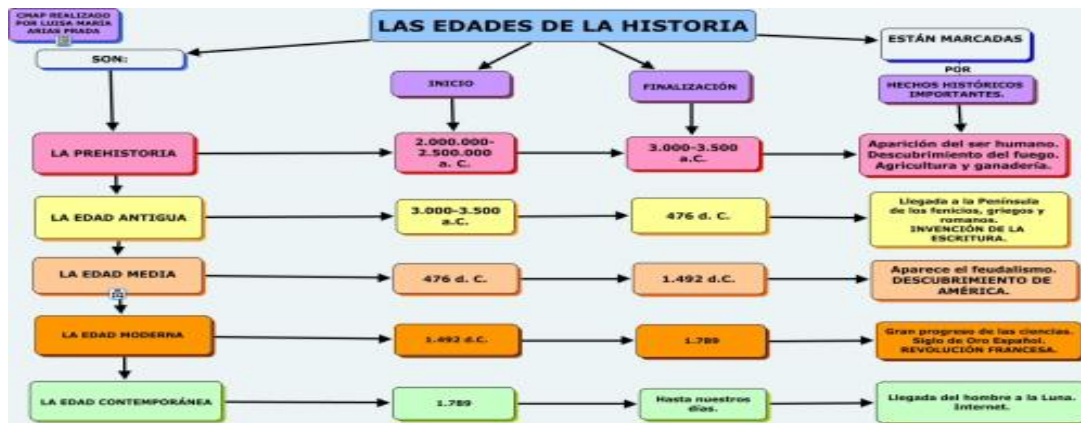 CMAP REALIZADO
POR LUISA MARÍA
ARIAS PRADA
LAS EDADES DE LA HISTORIA
SON:
ESTÁN MARCADAS
POR
INICIO
FINALIZACIÓN
HECHOS HISTÓRICOS
IMPORTANTES.
LA PREHISTORIA
2.000.000-
2.500.000
a. C.
3.000-3.500
a.C.
Aparición del ser humano.
Descubrimiento del fuego.
Agricultura y ganadería.
LA EDAD ANTIGUA
3.000-3.500
a.C.
476 d. C.
Llegada a la Península
de los fenicios, griegos y
romanos.
INVENCIÓN DE LA
ESCRITURA.
LA EDAD MEDIA
476 d. C.
1.492 d.C.
Aparece el feudalismo.
DESCUBRIMIENTO DE
AMÉRICA.
LA EDAD MODERNA
1.492 d.C.
1.789
Gran progreso de las ciencias.
Siglo de Oro Español.
REVOLUCIÓN FRANCESA.
LA EDAD CONTEMPORÁNEA
1.789
Hasta nuestros
días.
Llegada del hombre a la Luna.
Internet.